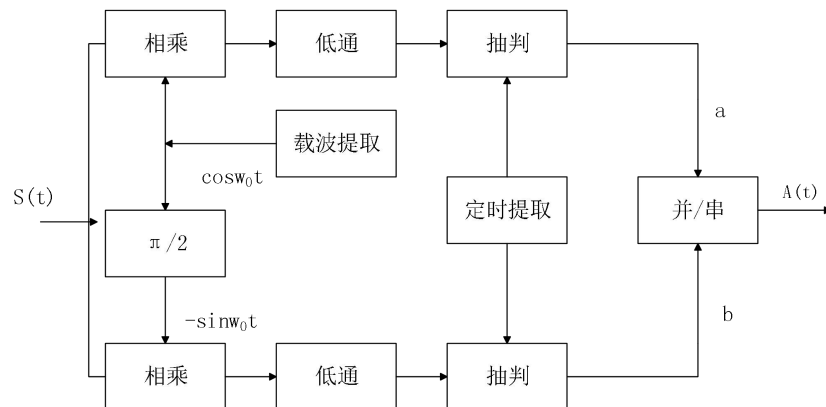 相乘
低通
抽判
a
载波提取
cosw₀t
S(t)
定时提取
并/串
A(t)
π/2
-sinw₀t
b
相乘
低通
抽判